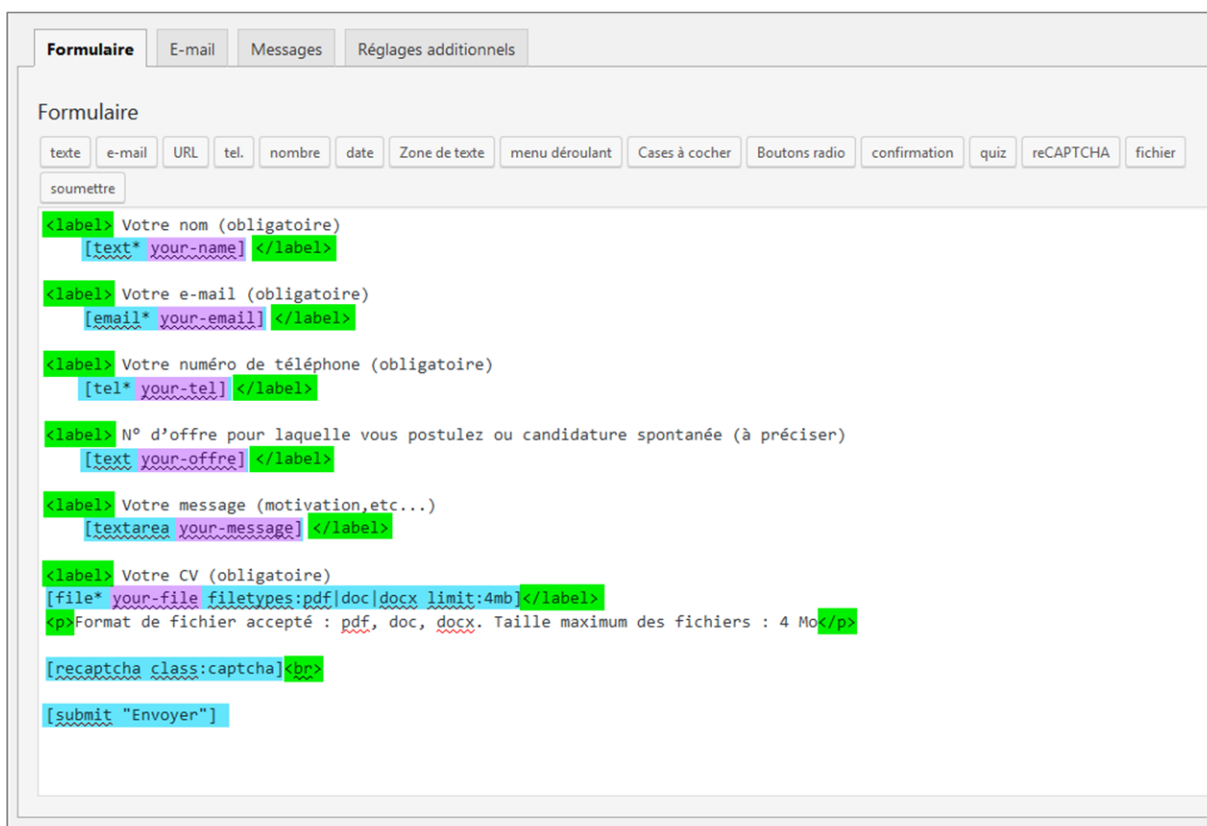 Formulaire E-mail Messages Réglages additionnels
Formulaire
texte e-mail URL tel. nombre date Zone de texte menu déroulant Cases à cocher Boutons radio confirmation quiz reCAPTCHA fichier
soumettre
<label> Votre nom (obligatoire)
[text* your-name] </label>
<label> Votre e-mail (obligatoire)
[email* your-email] </label>
<label> Votre numéro de téléphone (obligatoire)
[tel* your-tel] </label>
<label> N° d’offre pour laquelle vous postulez ou candidature spontanée (à préciser)
[text your-offre] </label>
<label> Votre message (motivation,etc...)
[textarea your-message] </label>
<label> Votre CV (obligatoire)
[file* your-file filetypes:pdf|doc|docx limit:4mb]</label>
<p>Format de fichier accepté : pdf, doc, docx. Taille maximum des fichiers : 4 Mo</p>
[recaptcha class:captcha]<br>
[submit "Envoyer"]